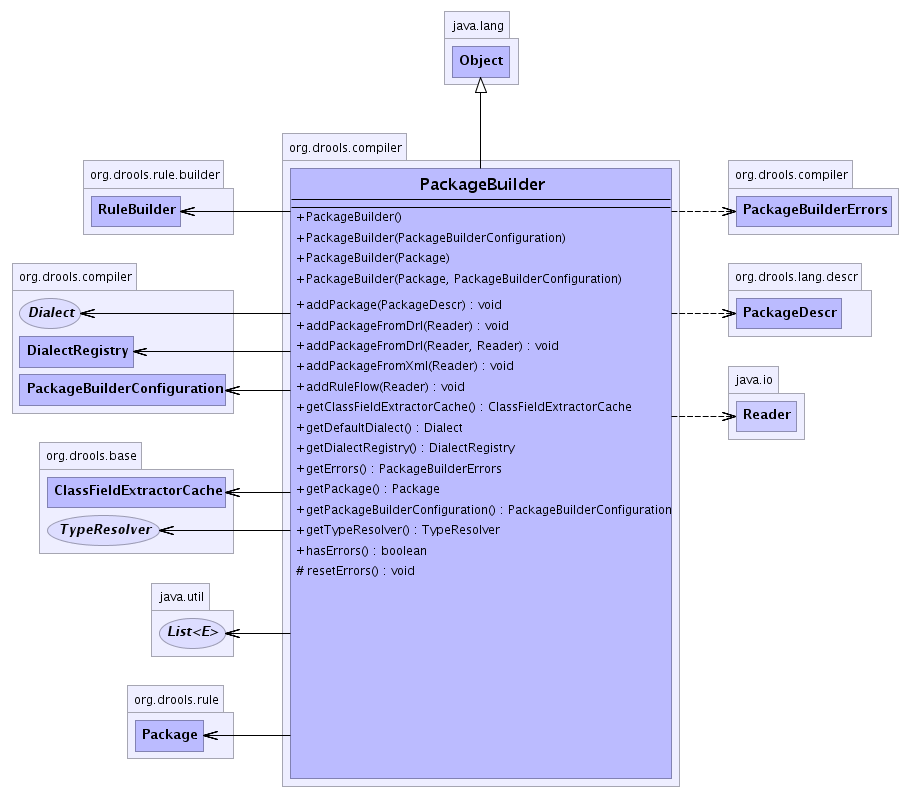 java.lang
Object
org.drools.compiler
PackageBuilder
+PackageBuilder()
+PackageBuilder(PackageBuilderConfiguration)
+PackageBuilder(Package)
+PackageBuilder(Package, PackageBuilderConfiguration)
+addPackage(PackageDescr) : void
+addPackageFromDrl(Reader) : void
+addPackageFromDrl(Reader, Reader) : void
+addPackageFromXml(Reader) : void
+addRuleFlow(Reader) : void
+getClassFieldExtractorCache() : ClassFieldExtractorCache
+getDefaultDialect() : Dialect
+getDialectRegistry() : DialectRegistry
+getErrors() : PackageBuilderErrors
+getPackage() : Package
+getPackageBuilderConfiguration() : PackageBuilderConfiguration
+getTypeResolver() : TypeResolver
+hasErrors() : boolean
# resetErrors() : void
org.drools.rule.builder
RuleBuilder
org.drools.compiler
Dialect
DialectRegistry
PackageBuilderConfiguration
org.drools.base
ClassFieldExtractorCache
TypeResolver
java.util
List<E>
org.drools.rule
Package
org.drools.compiler
PackageBuilderErrors
org.drools.lang.descr
PackageDescr
java.io
Reader